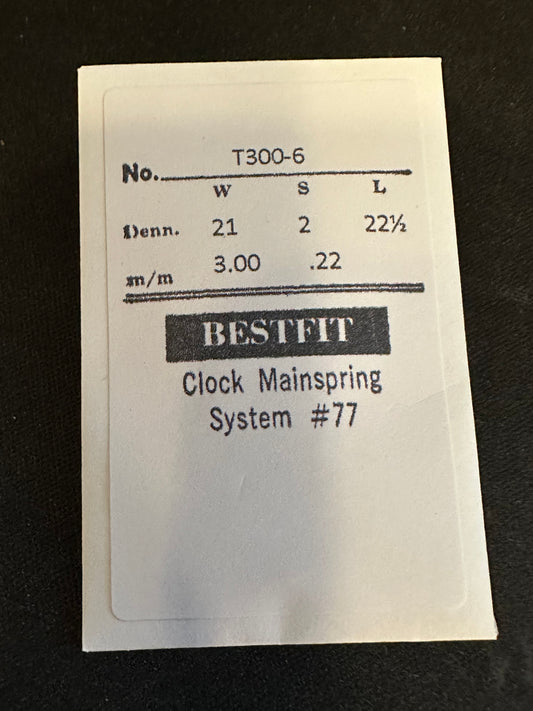 No. T300-6
W S L
Denn. 21 2 22½
m/m 3.00 .22
BESTFIT
Clock Mainspring
System #77